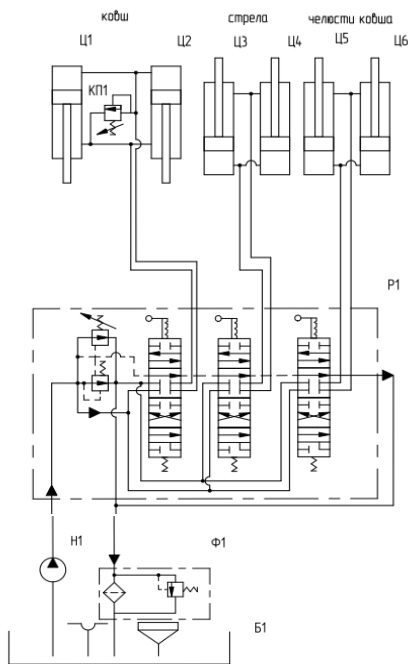 ковш
стрела
челюсти ковша
Ц1
Ц2
Ц3
Ц4
Ц5
Ц6
КП1
Р1
Н1
Ф1
Б1